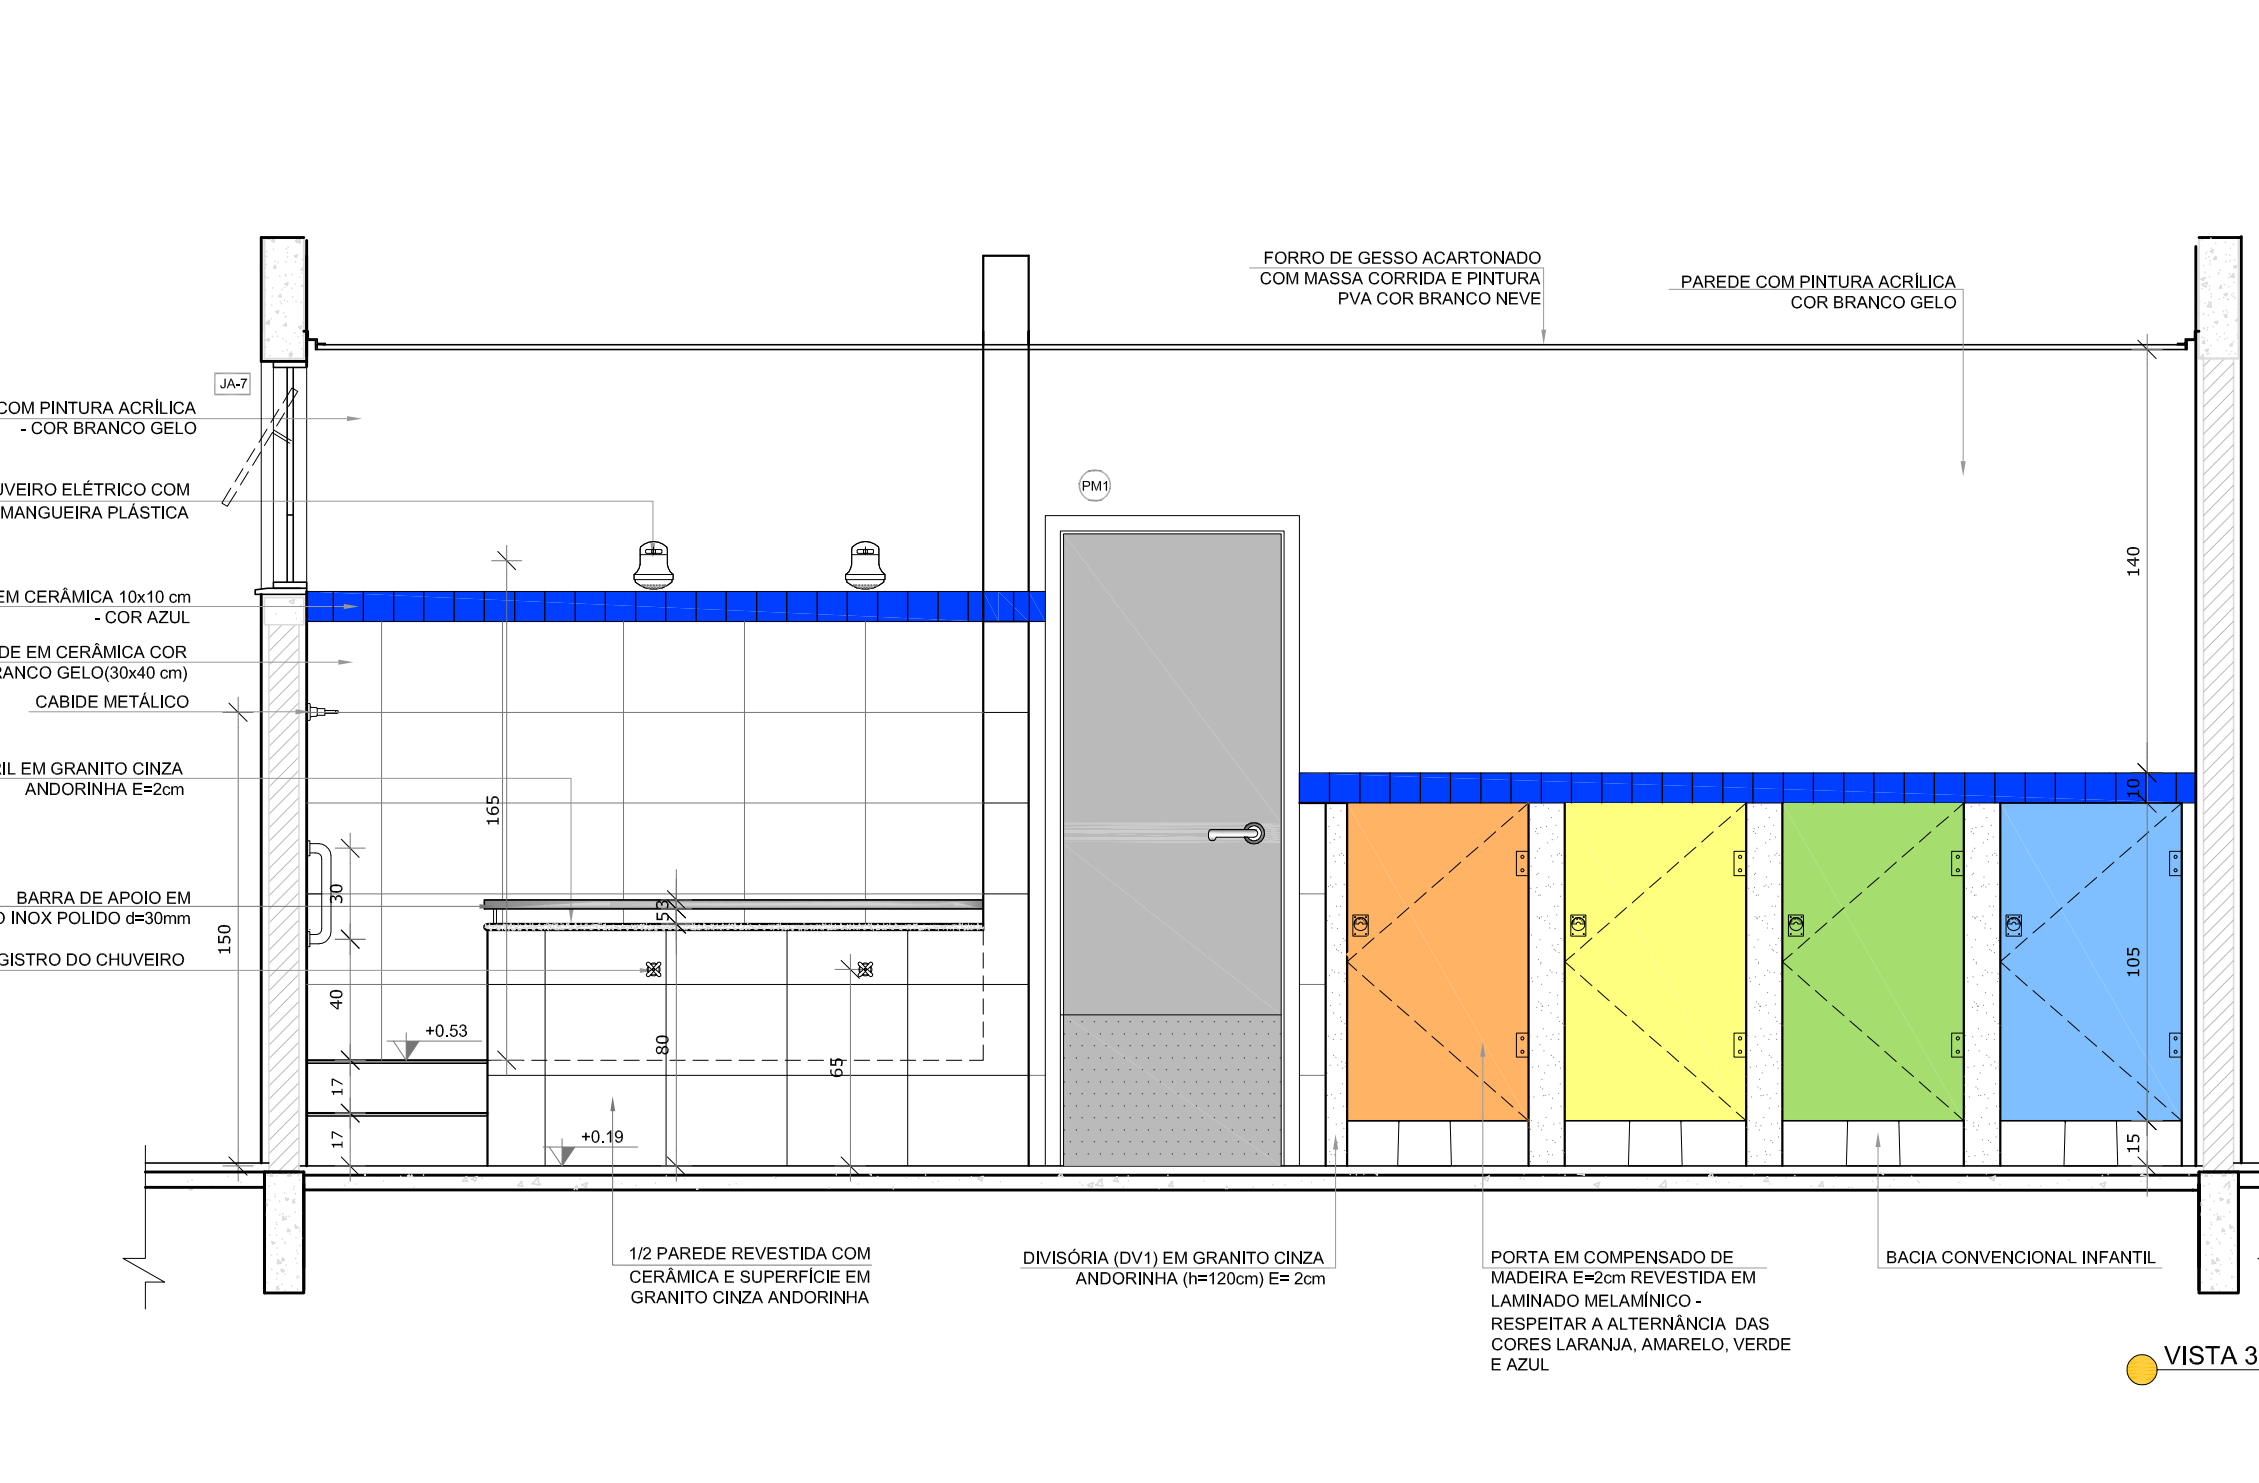 FORRO DE GESSO ACARTONADO
COM MASSA CORRIDA E PINTURA
PVA COR BRANCO NEVE
PAREDE COM PINTURA ACRÍLICA
COR BRANCO GELO
JA-7
COM PINTURA ACRÍLICA
- COR BRANCO GELO
ELÉTRICO COM
MANGUEIRA PLÁSTICA
PM1
EM CERÂMICA 10x10 cm
- COR AZUL
EM CERÂMICA COR
GELO(30x40 cm)
CABIDE METÁLICO
EM GRANITO CINZA
ANDORINHA E=2cm
BARRA DE APOIO EM
INOX POLIDO d=30mm
DO CHUVEIRO
150
30
40
17
17
+0.53
+0.19
165
53
80
65
140
10
105
15
1/2 PAREDE REVESTIDA COM
CERÂMICA E SUPERFÍCIE EM
GRANITO CINZA ANDORINHA
DIVISÓRIA (DV1) EM GRANITO CINZA
ANDORINHA (h=120cm) E= 2cm
PORTA EM COMPENSADO DE
MADEIRA E=2cm REVESTIDA EM
LAMINADO MELAMÍNICO -
RESPEITAR A ALTERNÂNCIA DAS
CORES LARANJA, AMARELO, VERDE
E AZUL
BACIA CONVENCIONAL INFANTIL
VISTA 3